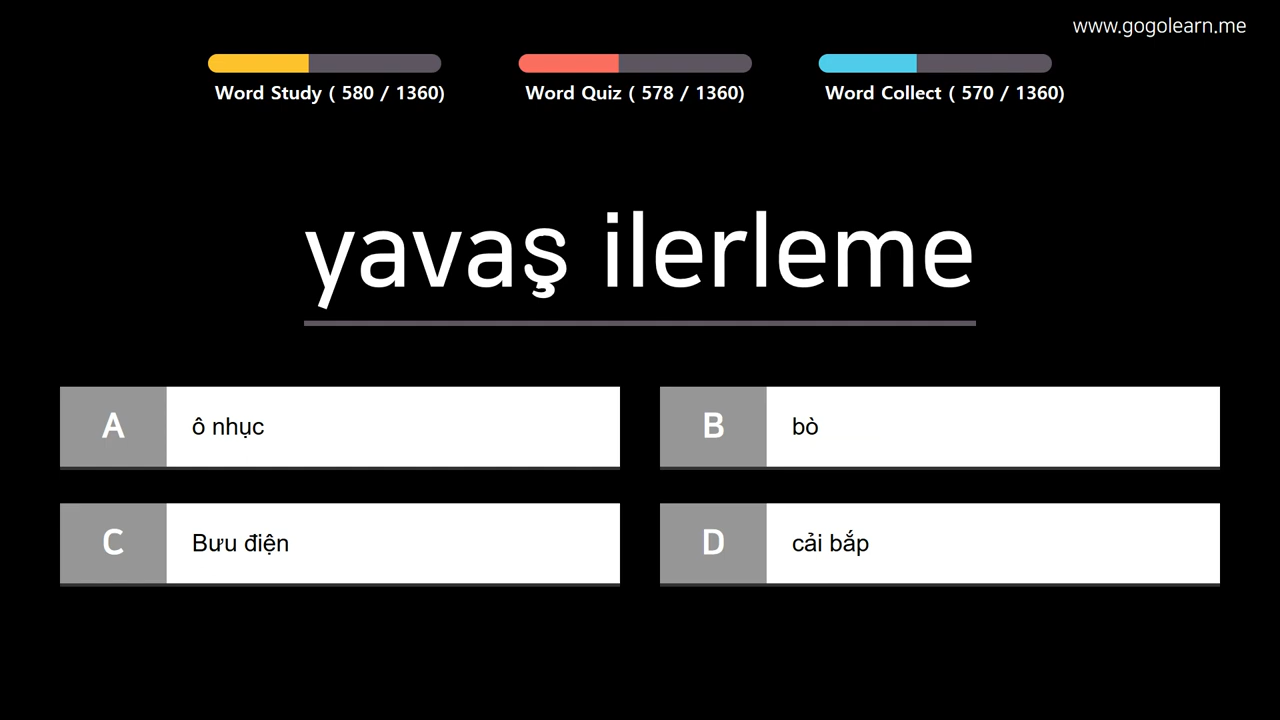 www.gogolearn.me
Word Study ( 580 / 1360)
Word Quiz ( 578 / 1360)
Word Collect ( 570 / 1360)
yavaş ilerleme
A
ô nhục
B
bò
C
Bưu điện
D
cải bắp